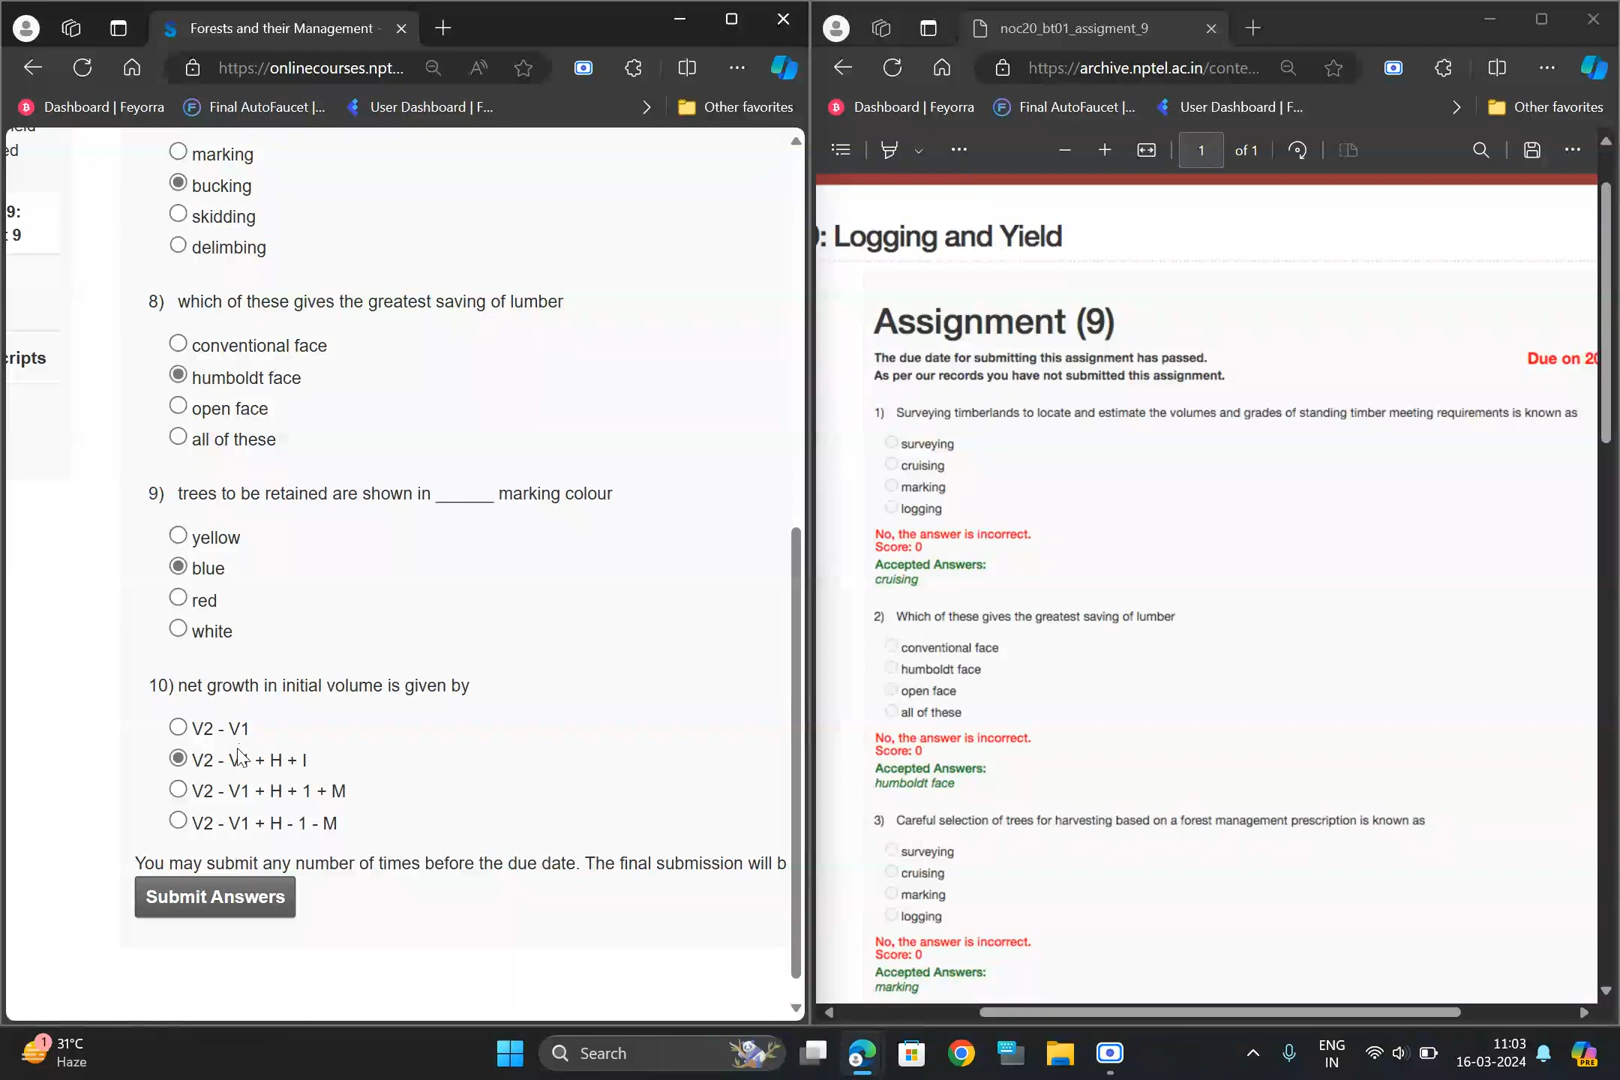 Forests and their Management -
https://onlinecourses.npt...
Dashboard | Feyorra
Final AutoFaucet |...
User Dashboard | F...
Other favorites
ed
9:
t 9
cripts
marking
bucking
skidding
delimbing
8) which of these gives the greatest saving of lumber
conventional face
humboldt face
open face
all of these
9) trees to be retained are shown in ______ marking colour
yellow
blue
red
white
10) net growth in initial volume is given by
V2 - V1
V2 - V1 + H + I
V2 - V1 + H + 1 + M
V2 - V1 + H - 1 - M
You may submit any number of times before the due date. The final submission will b
Submit Answers
noc20_bt01_assigment_9
https://archive.nptel.ac.in/conte...
Dashboard | Feyorra
Final AutoFaucet |...
User Dashboard | F...
Other favorites
1 of 1
: Logging and Yield
Assignment (9)
The due date for submitting this assignment has passed.
Due on 20
As per our records you have not submitted this assignment.
1) Surveying timberlands to locate and estimate the volumes and grades of standing timber meeting requirements is known as
surveying
cruising
marking
logging
No, the answer is incorrect.
Score: 0
Accepted Answers:
cruising
2) Which of these gives the greatest saving of lumber
conventional face
humboldt face
open face
all of these
No, the answer is incorrect.
Score: 0
Accepted Answers:
humboldt face
3) Careful selection of trees for harvesting based on a forest management prescription is known as
surveying
cruising
marking
logging
No, the answer is incorrect.
Score: 0
Accepted Answers:
marking
1
31°C
Haze
Search
PRE
ENG
IN
11:03
16-03-2024